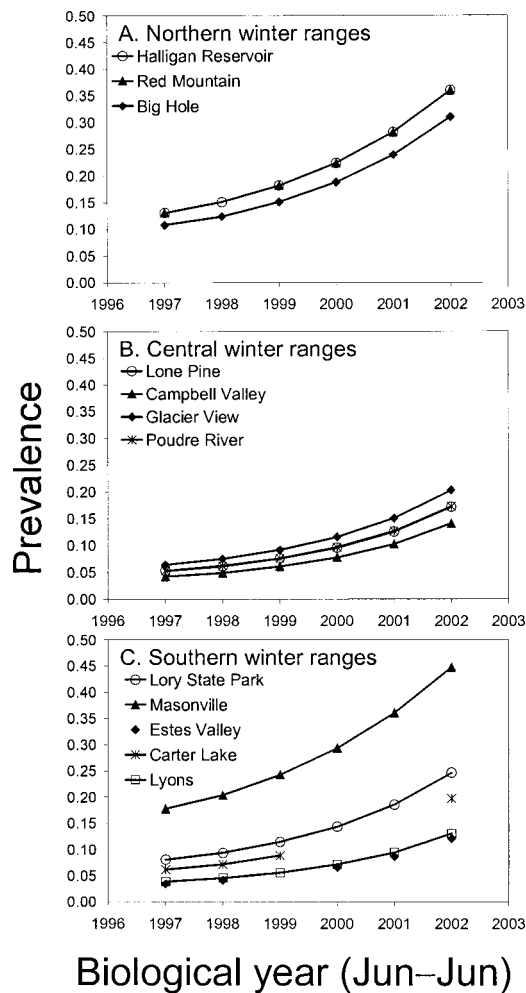 A. Northern winter ranges
Halligan Reservoir
Red Mountain
Big Hole
0.50
0.45
0.40
0.35
0.30
0.25
0.20
0.15
0.10
0.05
0.00
1996 1997 1998 1999 2000 2001 2002 2003
B. Central winter ranges
Lone Pine
Campbell Valley
Glacier View
Poudre River
0.50
0.45
0.40
0.35
0.30
0.25
0.20
0.15
0.10
0.05
0.00
1996 1997 1998 1999 2000 2001 2002 2003
C. Southern winter ranges
Lory State Park
Masonville
Estes Valley
Carter Lake
Lyons
0.50
0.45
0.40
0.35
0.30
0.25
0.20
0.15
0.10
0.05
0.00
1996 1997 1998 1999 2000 2001 2002 2003
Prevalence
Biological year (Jun–Jun)